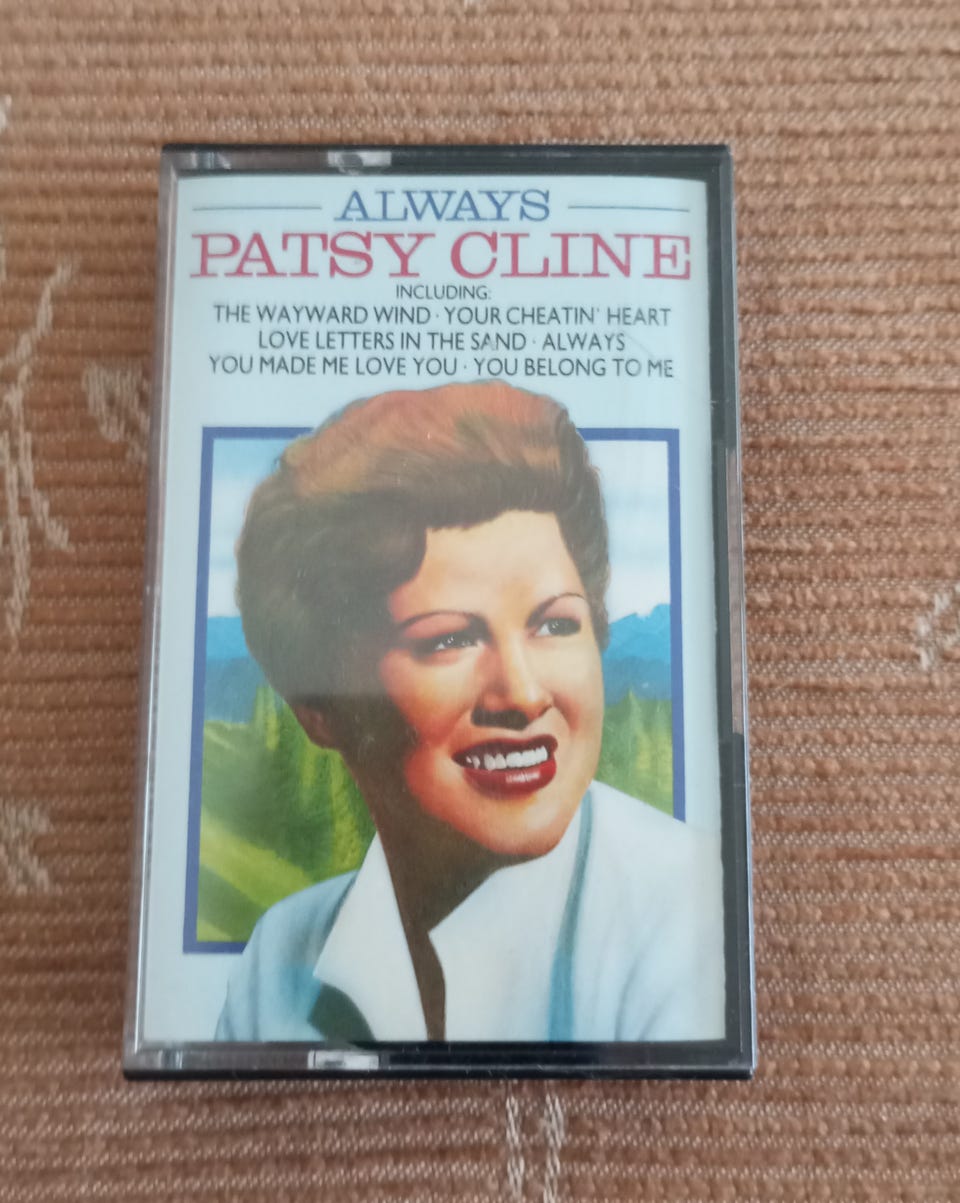 ALWAYS
PATSY CLINE
INCLUDING:
THE WAYWARD WIND · YOUR CHEATIN' HEART
LOVE LETTERS IN THE SAND · ALWAYS
YOU MADE ME LOVE YOU · YOU BELONG TO ME